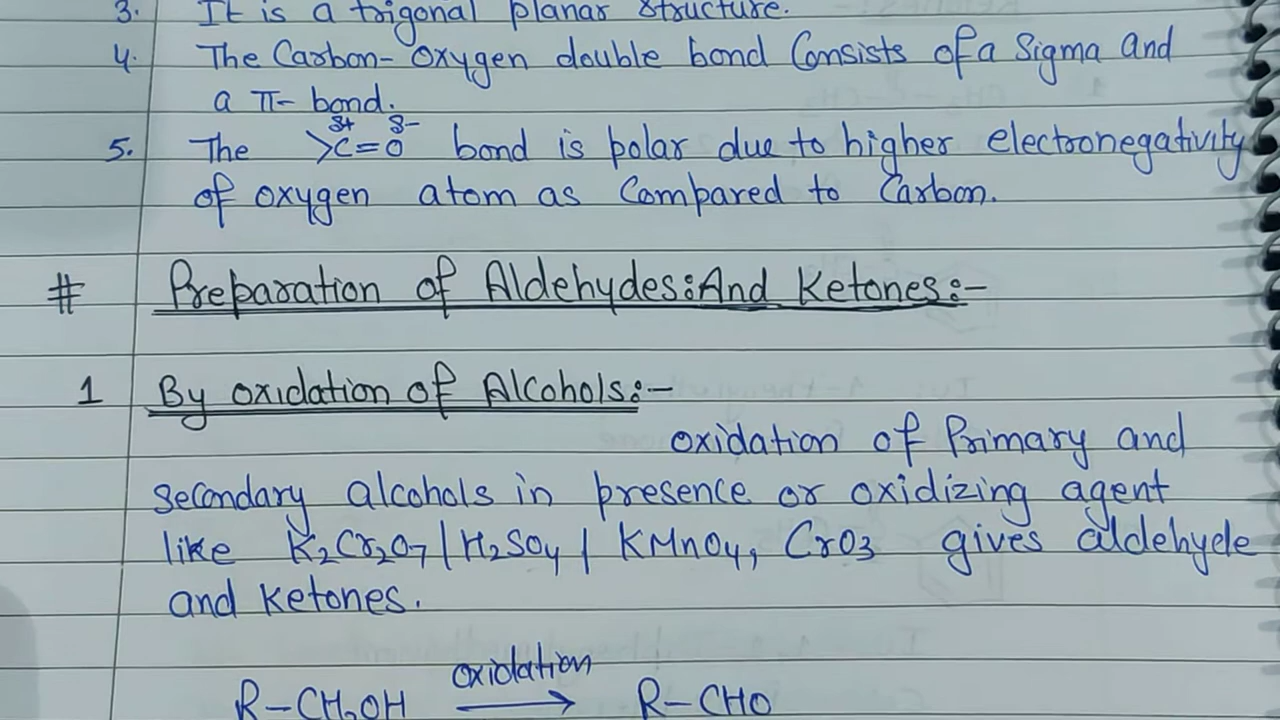 3. It is a trigonal planar structure.
4. The Carbon-oxygen double bond Consists of a Sigma and
a π-bond.
5. The >Cδ+=Oδ- bond is polar due to higher electronegativity
of oxygen atom as Compared to Carbon.
# Preparation of Aldehydes:And Ketones:-
1 By oxidation of Alcohols:-
oxidation of Primary and
secondary alcohols in presence or oxidizing agent
like K2Cr2O7|H2SO4| KMnO4, CrO3 gives aldehyde
and ketones.
oxidation
R-CH2OH ⟶ R-CHO